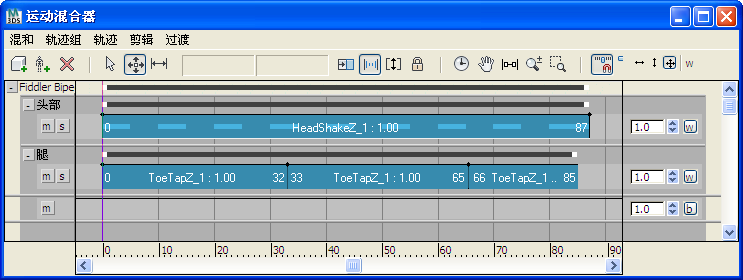 运动混合器
混和 轨迹组 轨迹 剪辑 过渡
w
Fiddler Bipe
- 头部
m s 0 HeadShakeZ_1 : 1.00 87 1.0 w
- 腿
m s 0 ToeTapZ_1 : 1.00 32 33 ToeTapZ_1 : 1.00 65 66 ToeTapZ_1 .. 85 1.0 w
m 1.0 b
0 10 20 30 40 50 60 70 80 90